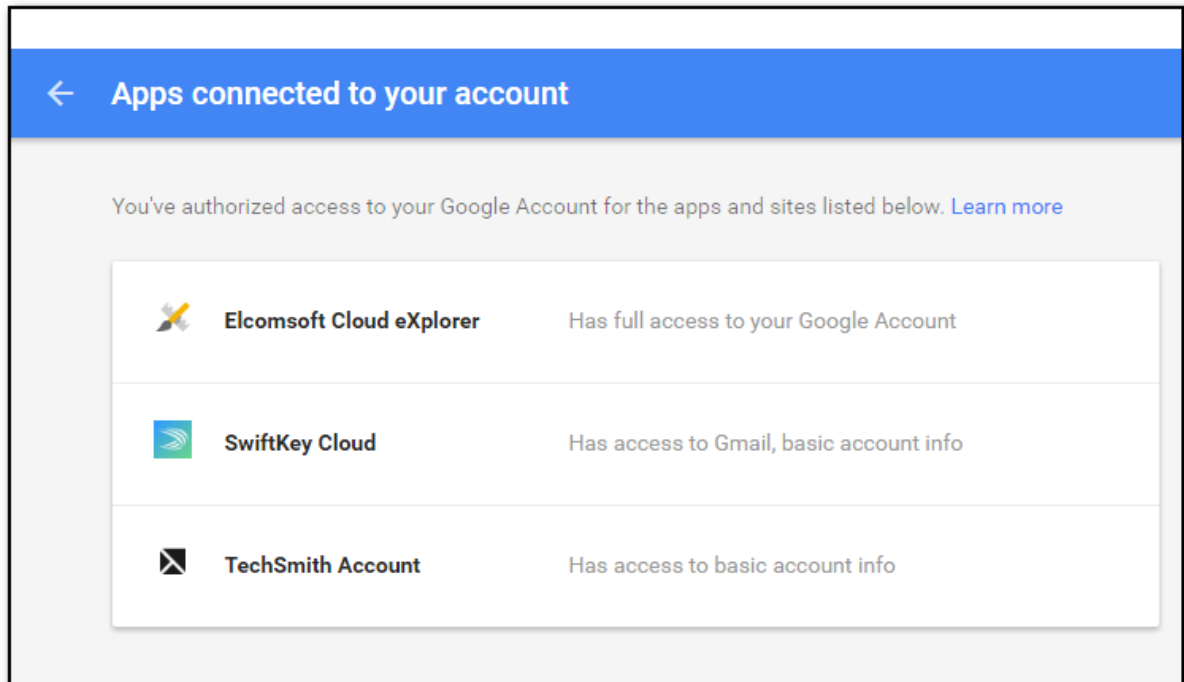 Apps connected to your account
You've authorized access to your Google Account for the apps and sites listed below. Learn more
Elcomsoft Cloud eXplorer Has full access to your Google Account
SwiftKey Cloud Has access to Gmail, basic account info
TechSmith Account Has access to basic account info